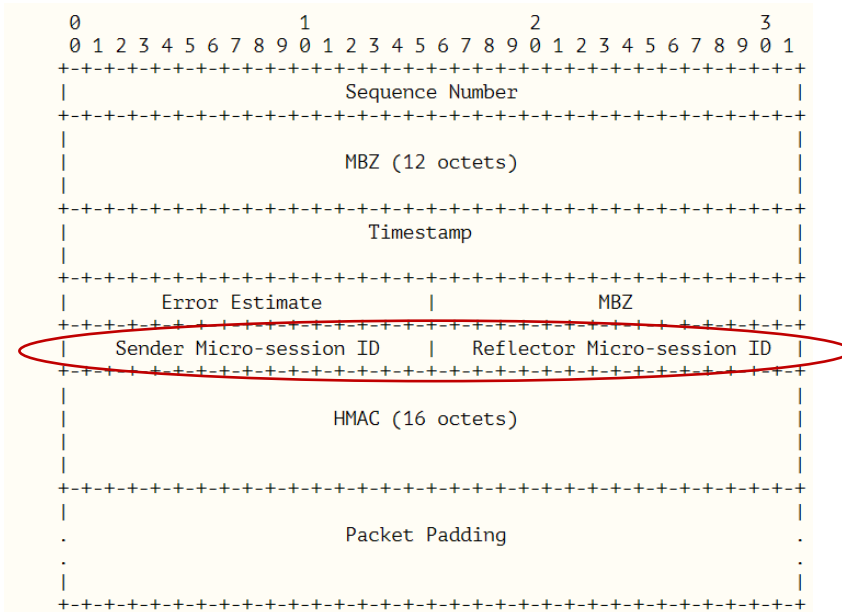 0                   1                   2                   3
 0 1 2 3 4 5 6 7 8 9 0 1 2 3 4 5 6 7 8 9 0 1 2 3 4 5 6 7 8 9 0 1
+-+-+-+-+-+-+-+-+-+-+-+-+-+-+-+-+-+-+-+-+-+-+-+-+-+-+-+-+-+-+-+-+
|                        Sequence Number                        |
+-+-+-+-+-+-+-+-+-+-+-+-+-+-+-+-+-+-+-+-+-+-+-+-+-+-+-+-+-+-+-+-+
|                                                               |
|                        MBZ (12 octets)                        |
|                                                               |
+-+-+-+-+-+-+-+-+-+-+-+-+-+-+-+-+-+-+-+-+-+-+-+-+-+-+-+-+-+-+-+-+
|                          Timestamp                            |
|                                                               |
+-+-+-+-+-+-+-+-+-+-+-+-+-+-+-+-+-+-+-+-+-+-+-+-+-+-+-+-+-+-+-+-+
|        Error Estimate         |              MBZ              |
+-+-+-+-+-+-+-+-+-+-+-+-+-+-+-+-+-+-+-+-+-+-+-+-+-+-+-+-+-+-+-+-+
|    Sender Micro-session ID    |   Reflector Micro-session ID  |
+-+-+-+-+-+-+-+-+-+-+-+-+-+-+-+-+-+-+-+-+-+-+-+-+-+-+-+-+-+-+-+-+
|                                                               |
|                       HMAC (16 octets)                        |
|                                                               |
|                                                               |
+-+-+-+-+-+-+-+-+-+-+-+-+-+-+-+-+-+-+-+-+-+-+-+-+-+-+-+-+-+-+-+-+
|                                                               |
.                        Packet Padding                         .
.                                                               .
|                                                               |
+-+-+-+-+-+-+-+-+-+-+-+-+-+-+-+-+-+-+-+-+-+-+-+-+-+-+-+-+-+-+-+-+